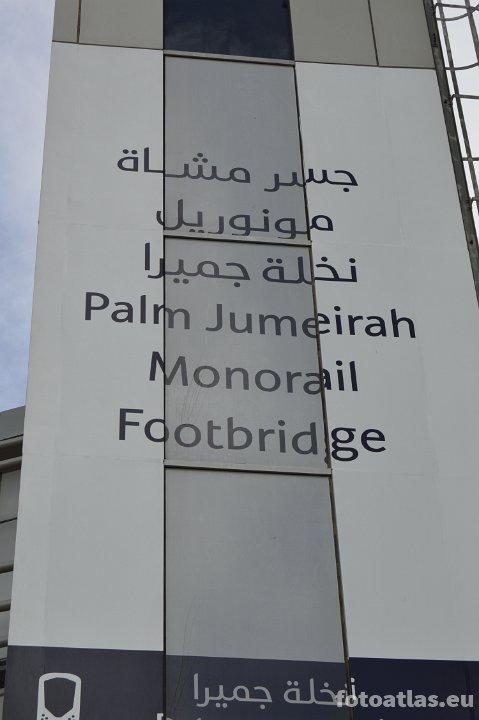 جسر مشاة
مونوريل
نخلة جميرا
Palm Jumeirah
Monorail
Footbridge
نخلة جميرا
fotoatlas.eu